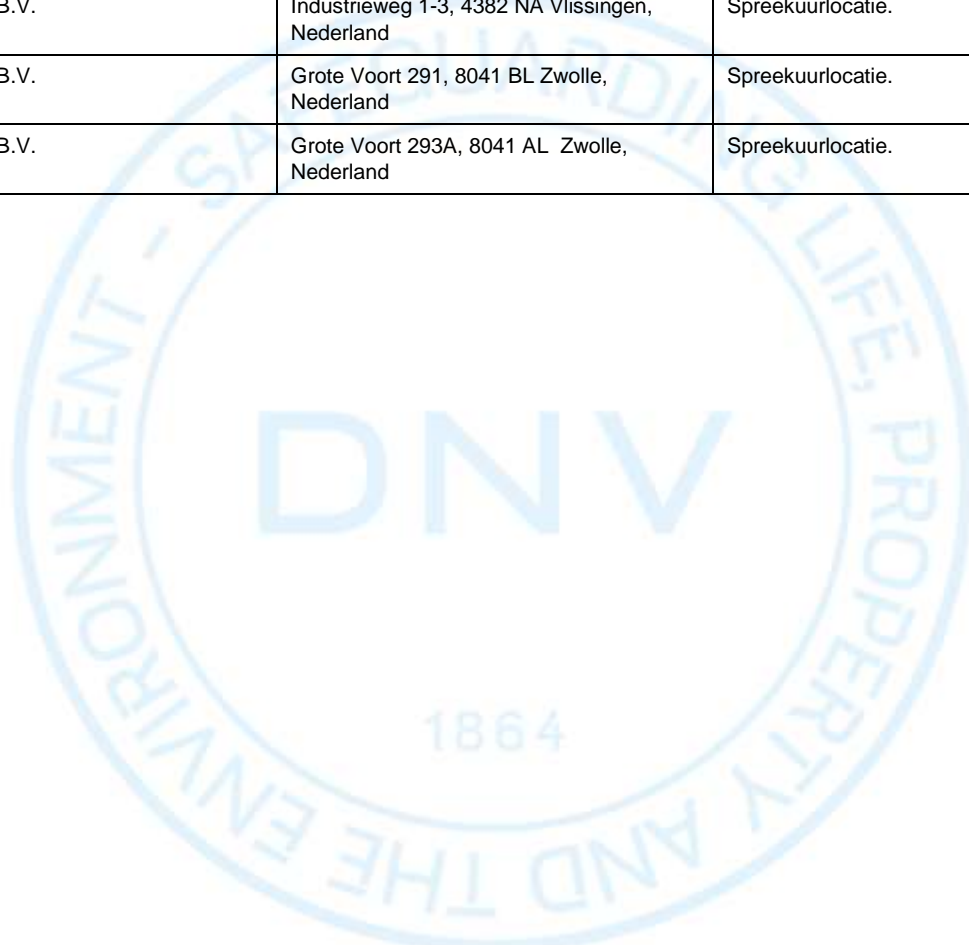 B.V.
Industrieweg 1-3, 4382 NA Vlissingen,
Nederland
Spreekuurlocatie.
B.V.
Grote Voort 291, 8041 BL Zwolle,
Nederland
Spreekuurlocatie.
B.V.
Grote Voort 293A, 8041 AL  Zwolle,
Nederland
Spreekuurlocatie.
SAFEGUARDING LIFE, PROPERTY AND THE ENVIRONMENT -
DNV
1864